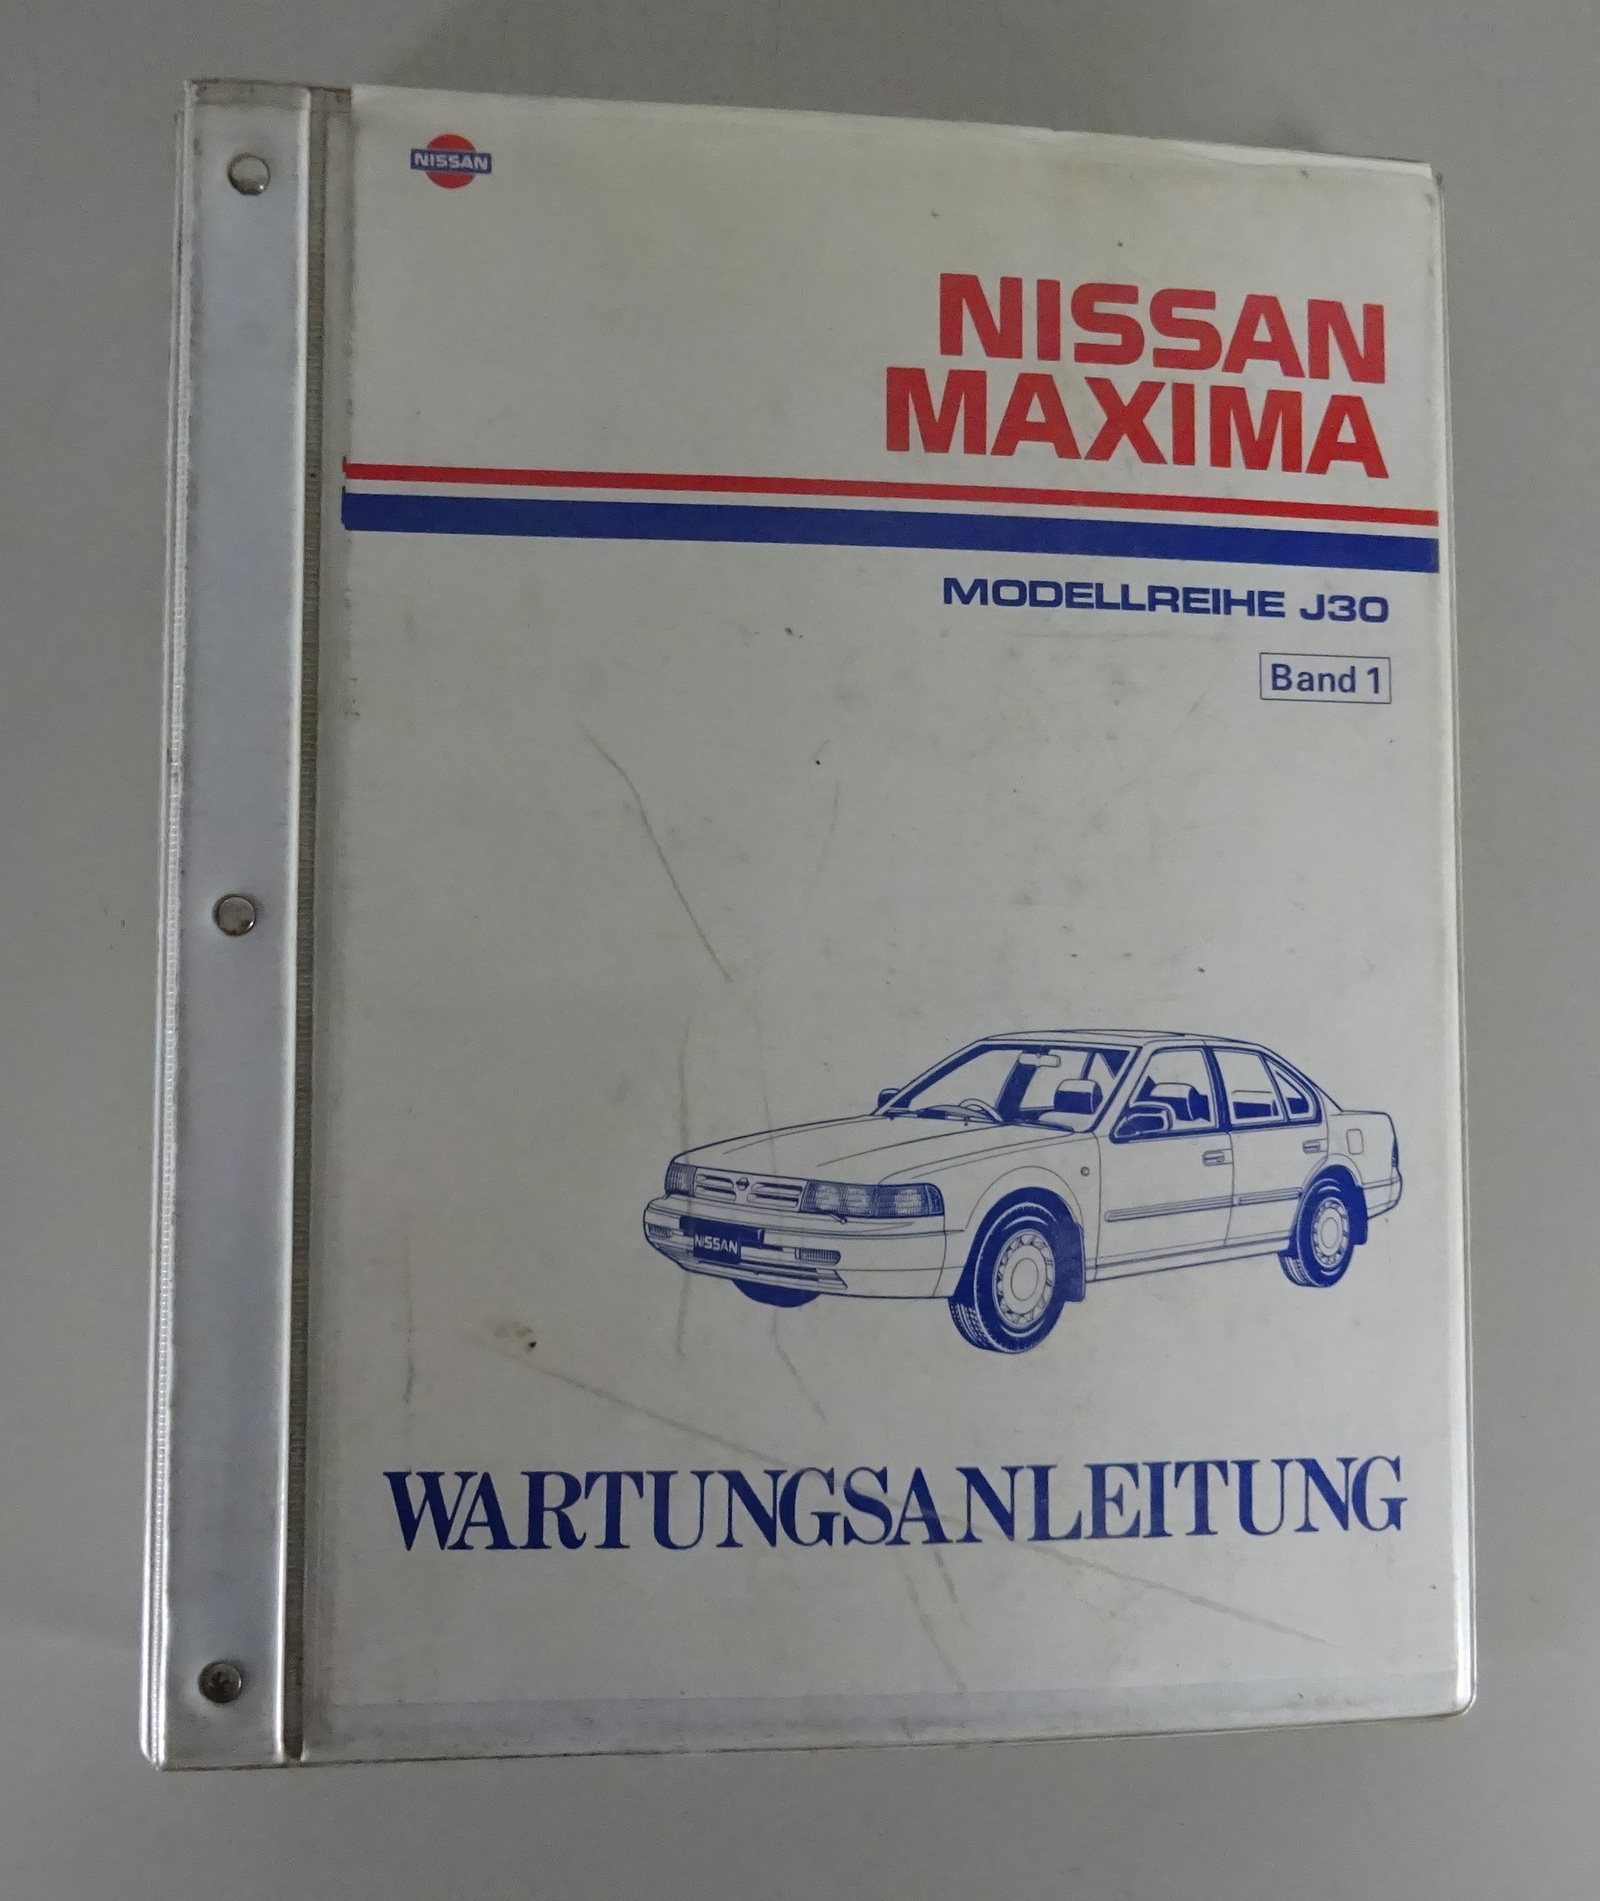 NISSAN
NISSAN
MAXIMA
MODELLREIHE J30
Band 1
NISSAN
WARTUNGSANLEITUNG